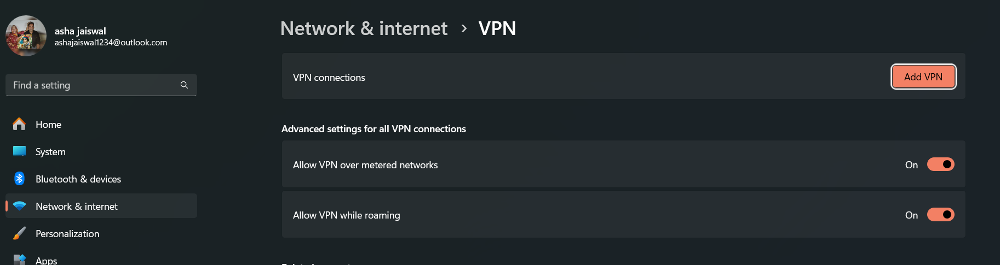 asha jaiswal
ashajaiswal1234@outlook.com
Find a setting
Home
System
Bluetooth & devices
Network & internet
Personalization
Apps
Network & internet > VPN
VPN connections
Add VPN
Advanced settings for all VPN connections
Allow VPN over metered networks
On
Allow VPN while roaming
On